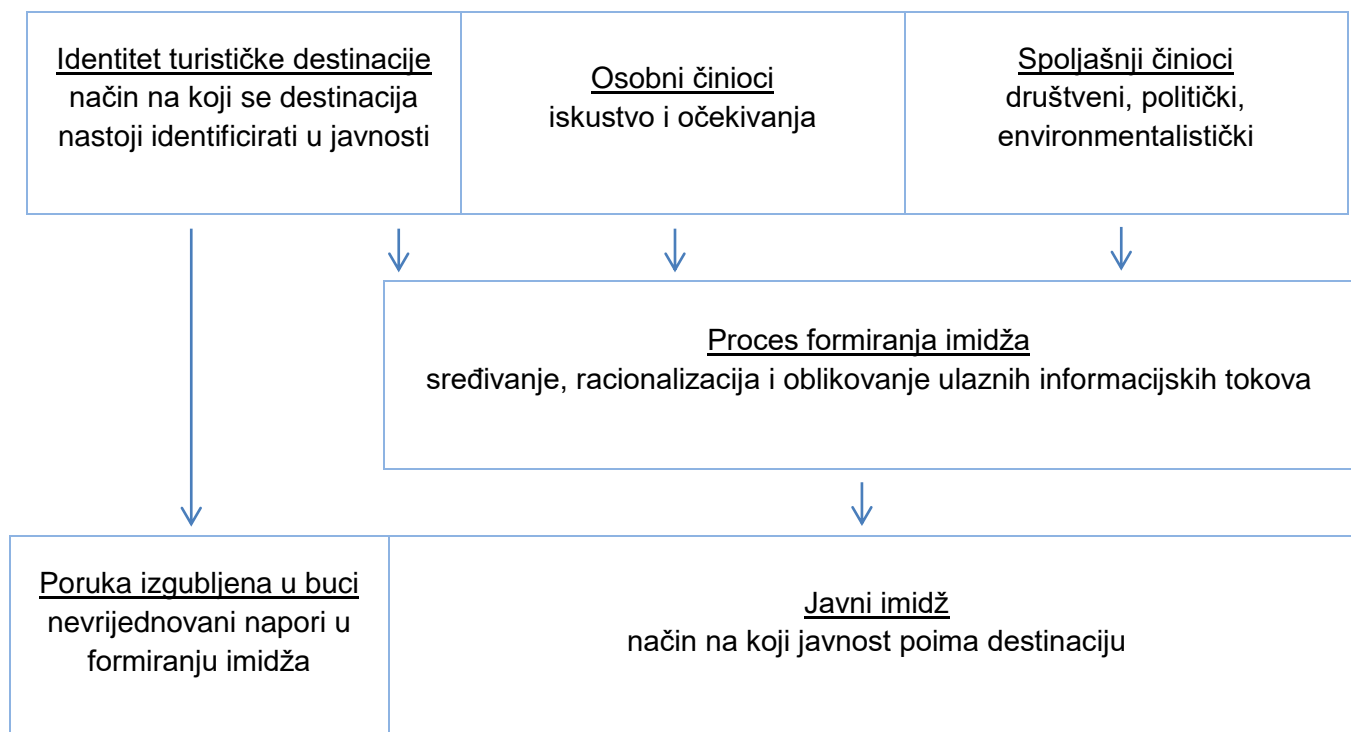 Identitet turističke destinacije
način na koji se destinacija
nastoji identificirati u javnosti
Osobni činioci
iskustvo i očekivanja
Spoljašnji činioci
društveni, politički,
environmentalistički
Proces formiranja imidža
sređivanje, racionalizacija i oblikovanje ulaznih informacijskih tokova
Poruka izgubljena u buci
nevrijednovani napori u
formiranju imidža
Javni imidž
način na koji javnost poima destinaciju